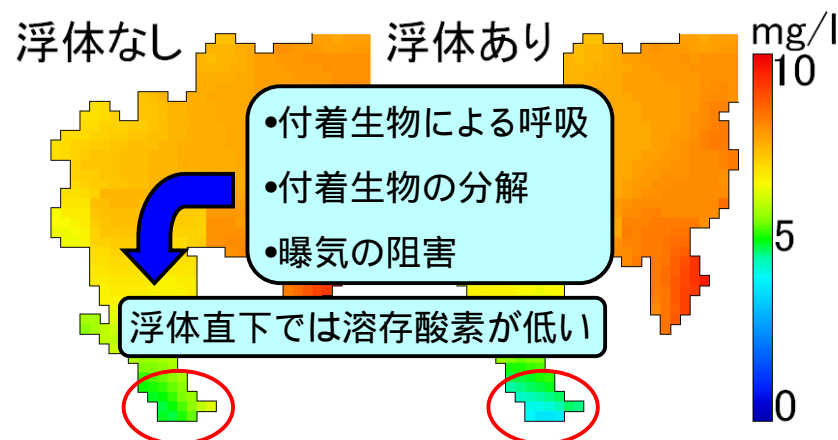 浮体なし
浮体あり
mg/l
10
•付着生物による呼吸
•付着生物の分解
•曝気の阻害
5
浮体直下では溶存酸素が低い
0